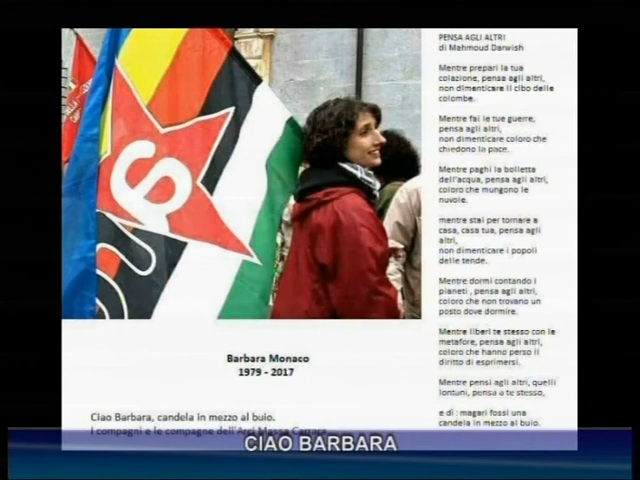 PENSA AGLI ALTRI
di Mahmoud Darwish
Mentre prepari la tua
colazione, pensa agli altri,
non dimenticare il cibo delle
colombe.
Mentre fai le tue guerre,
pensa agli altri,
non dimenticare coloro che
chiedono la pace.
Mentre paghi la bolletta
dell'acqua, pensa agli altri,
coloro che mungono le
nuvole.
mentre stai per tornare a
casa, casa tua, pensa agli
altri,
non dimenticare i popoli
delle tende.
Mentre dormi contando i
pianeti , pensa agli altri,
coloro che non trovano un
posto dove dormire.
Mentre liberi te stesso con le
metafore, pensa agli altri,
coloro che hanno perso il
diritto di esprimersi.
Mentre pensi agli altri, quelli
lontani, pensa a te stesso,
e di : magari fossi una
candela in mezzo al buio.
Barbara Monaco
1979 - 2017
Ciao Barbara, candela in mezzo al buio.
I compagni e le compagne dell'Arci Massa Carrara
CIAO BARBARA